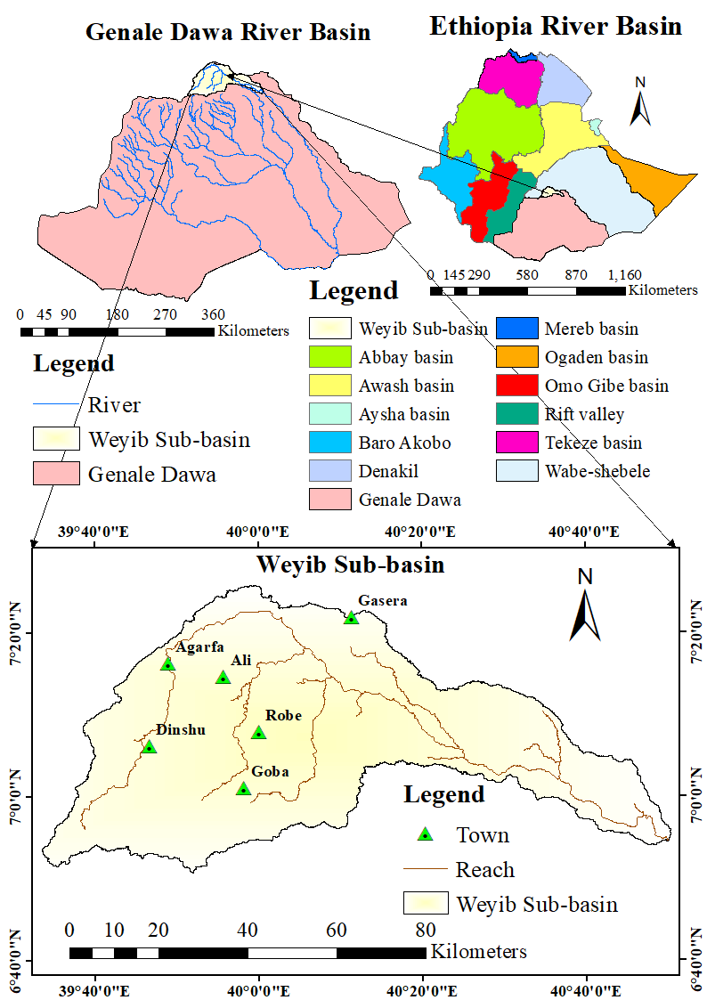 Genale Dawa River Basin
Ethiopia River Basin
N
0 45 90 180 270 360
Kilometers
0 145 290 580 870 1,160
Kilometers
Legend
River
Weyib Sub-basin
Genale Dawa
Legend
Weyib Sub-basin
Abbay basin
Awash basin
Aysha basin
Baro Akobo
Denakil
Genale Dawa
Mereb basin
Ogaden basin
Omo Gibe basin
Rift valley
Tekeze basin
Wabe-shebele
39°40'0"E 40°0'0"E 40°20'0"E 40°40'0"E
Weyib Sub-basin
N
Gasera
7°20'0"N
7°20'0"N
Agarfa
Ali
Robe
Dinshu
Goba
7°0'0"N
7°0'0"N
Legend
Town
Reach
Weyib Sub-basin
0 10 20 40 60 80
Kilometers
6°40'0"N
6°40'0"N
39°40'0"E 40°0'0"E 40°20'0"E 40°40'0"E